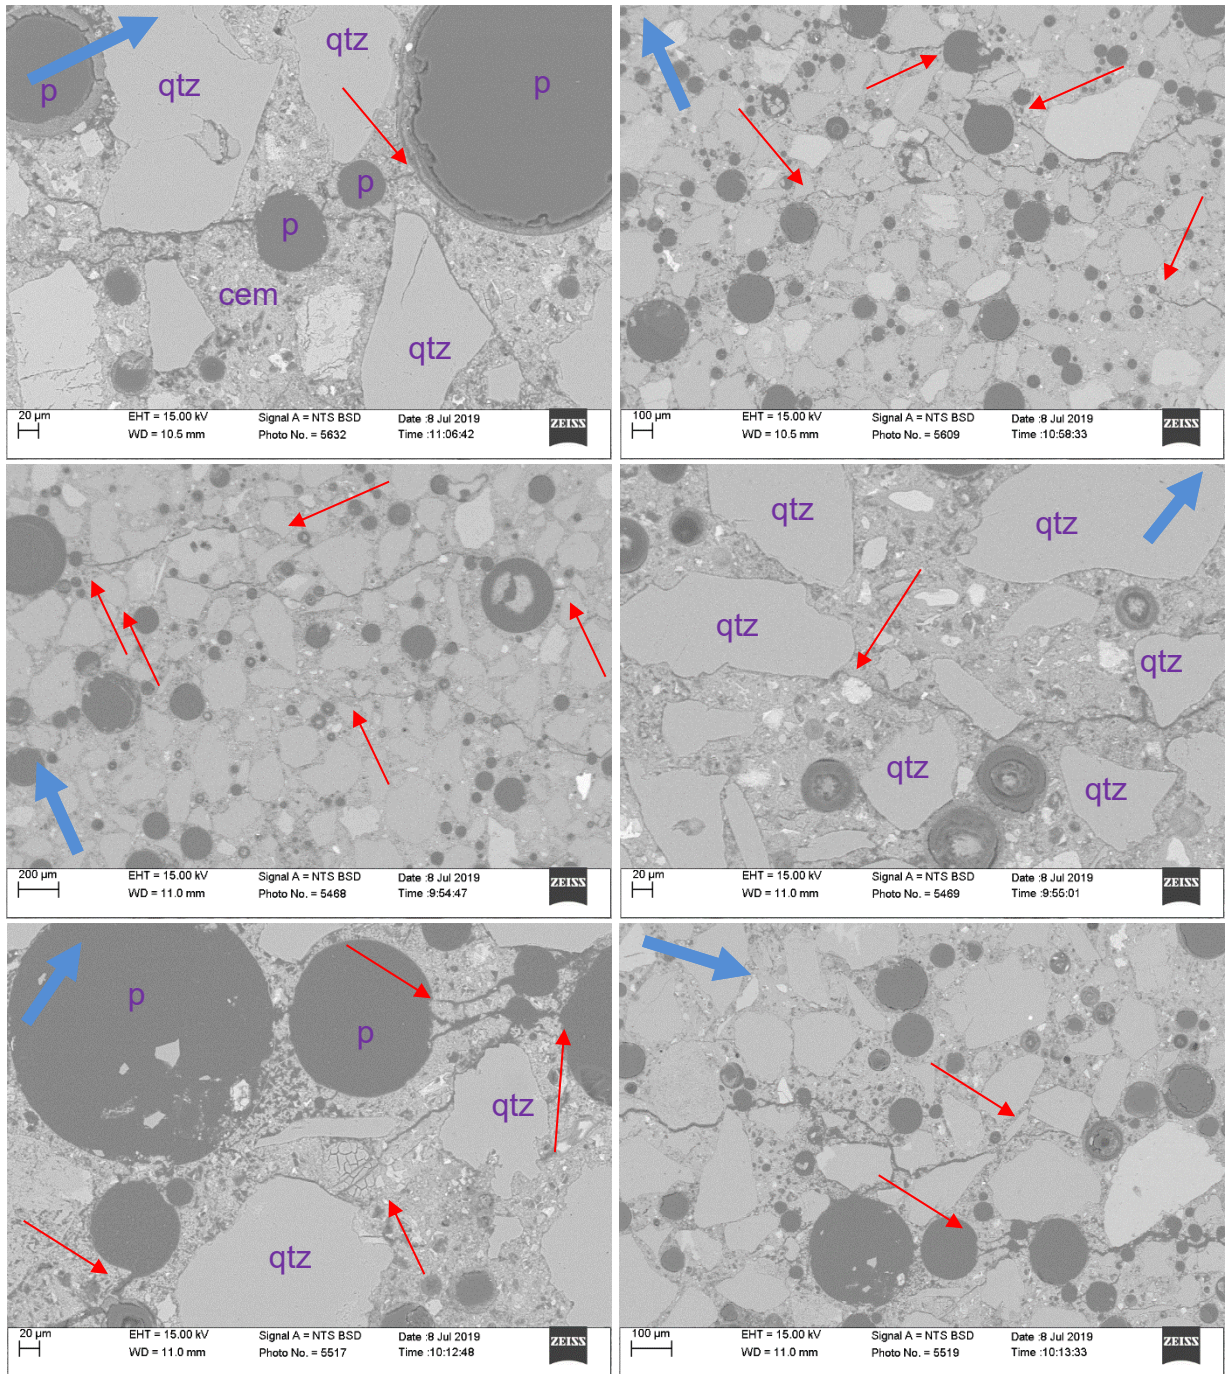 qtz
qtz
p
p
p
p
cem
qtz
20 µm EHT = 15.00 kV Signal A = NTS BSD Date :8 Jul 2019 ZEISS
WD = 10.5 mm Photo No. = 5632 Time :11:06:42
100 µm EHT = 15.00 kV Signal A = NTS BSD Date :8 Jul 2019 ZEISS
WD = 10.5 mm Photo No. = 5609 Time :10:58:33
200 µm EHT = 15.00 kV Signal A = NTS BSD Date :8 Jul 2019 ZEISS
WD = 11.0 mm Photo No. = 5468 Time :9:54:47
qtz
qtz
qtz
qtz
qtz
qtz
20 µm EHT = 15.00 kV Signal A = NTS BSD Date :8 Jul 2019 ZEISS
WD = 11.0 mm Photo No. = 5469 Time :9:55:01
p
p
qtz
qtz
20 µm EHT = 15.00 kV Signal A = NTS BSD Date :8 Jul 2019 ZEISS
WD = 11.0 mm Photo No. = 5517 Time :10:12:48
100 µm EHT = 15.00 kV Signal A = NTS BSD Date :8 Jul 2019 ZEISS
WD = 11.0 mm Photo No. = 5519 Time :10:13:33